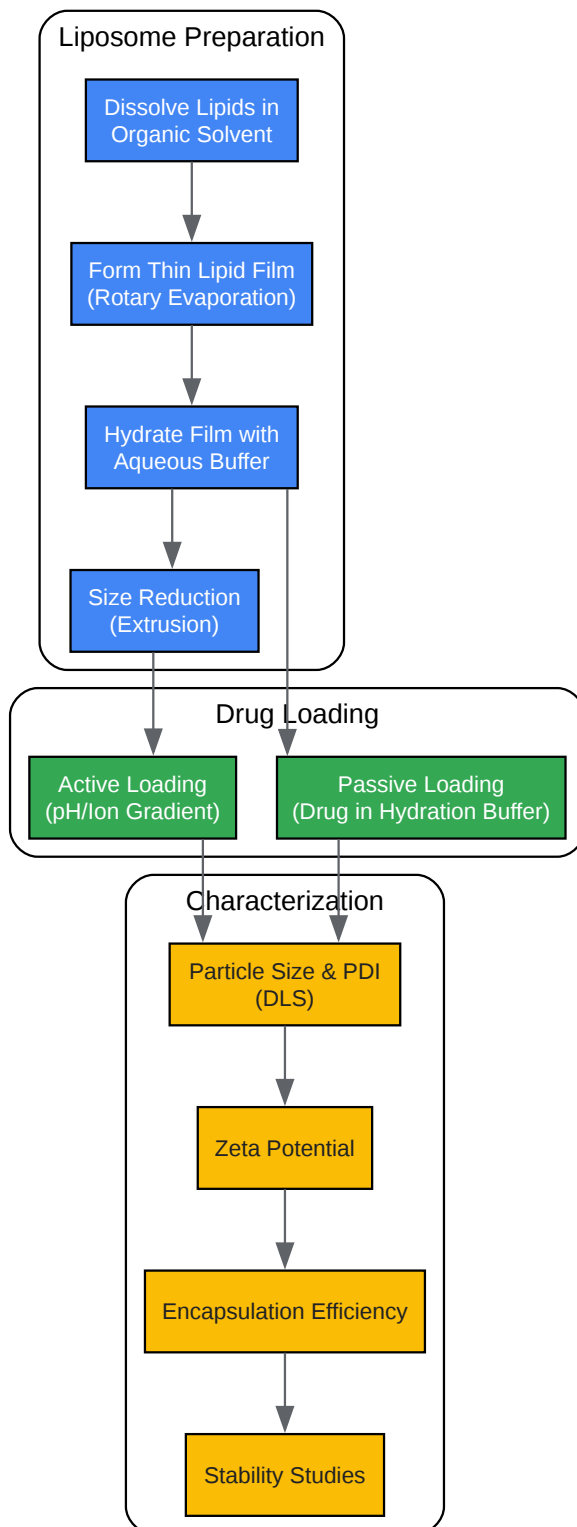 Liposome Preparation
Dissolve Lipids in
Organic Solvent
Form Thin Lipid Film
(Rotary Evaporation)
Hydrate Film with
Aqueous Buffer
Size Reduction
(Extrusion)
Drug Loading
Active Loading
(pH/Ion Gradient)
Passive Loading
(Drug in Hydration Buffer)
Characterization
Particle Size & PDI
(DLS)
Zeta Potential
Encapsulation Efficiency
Stability Studies